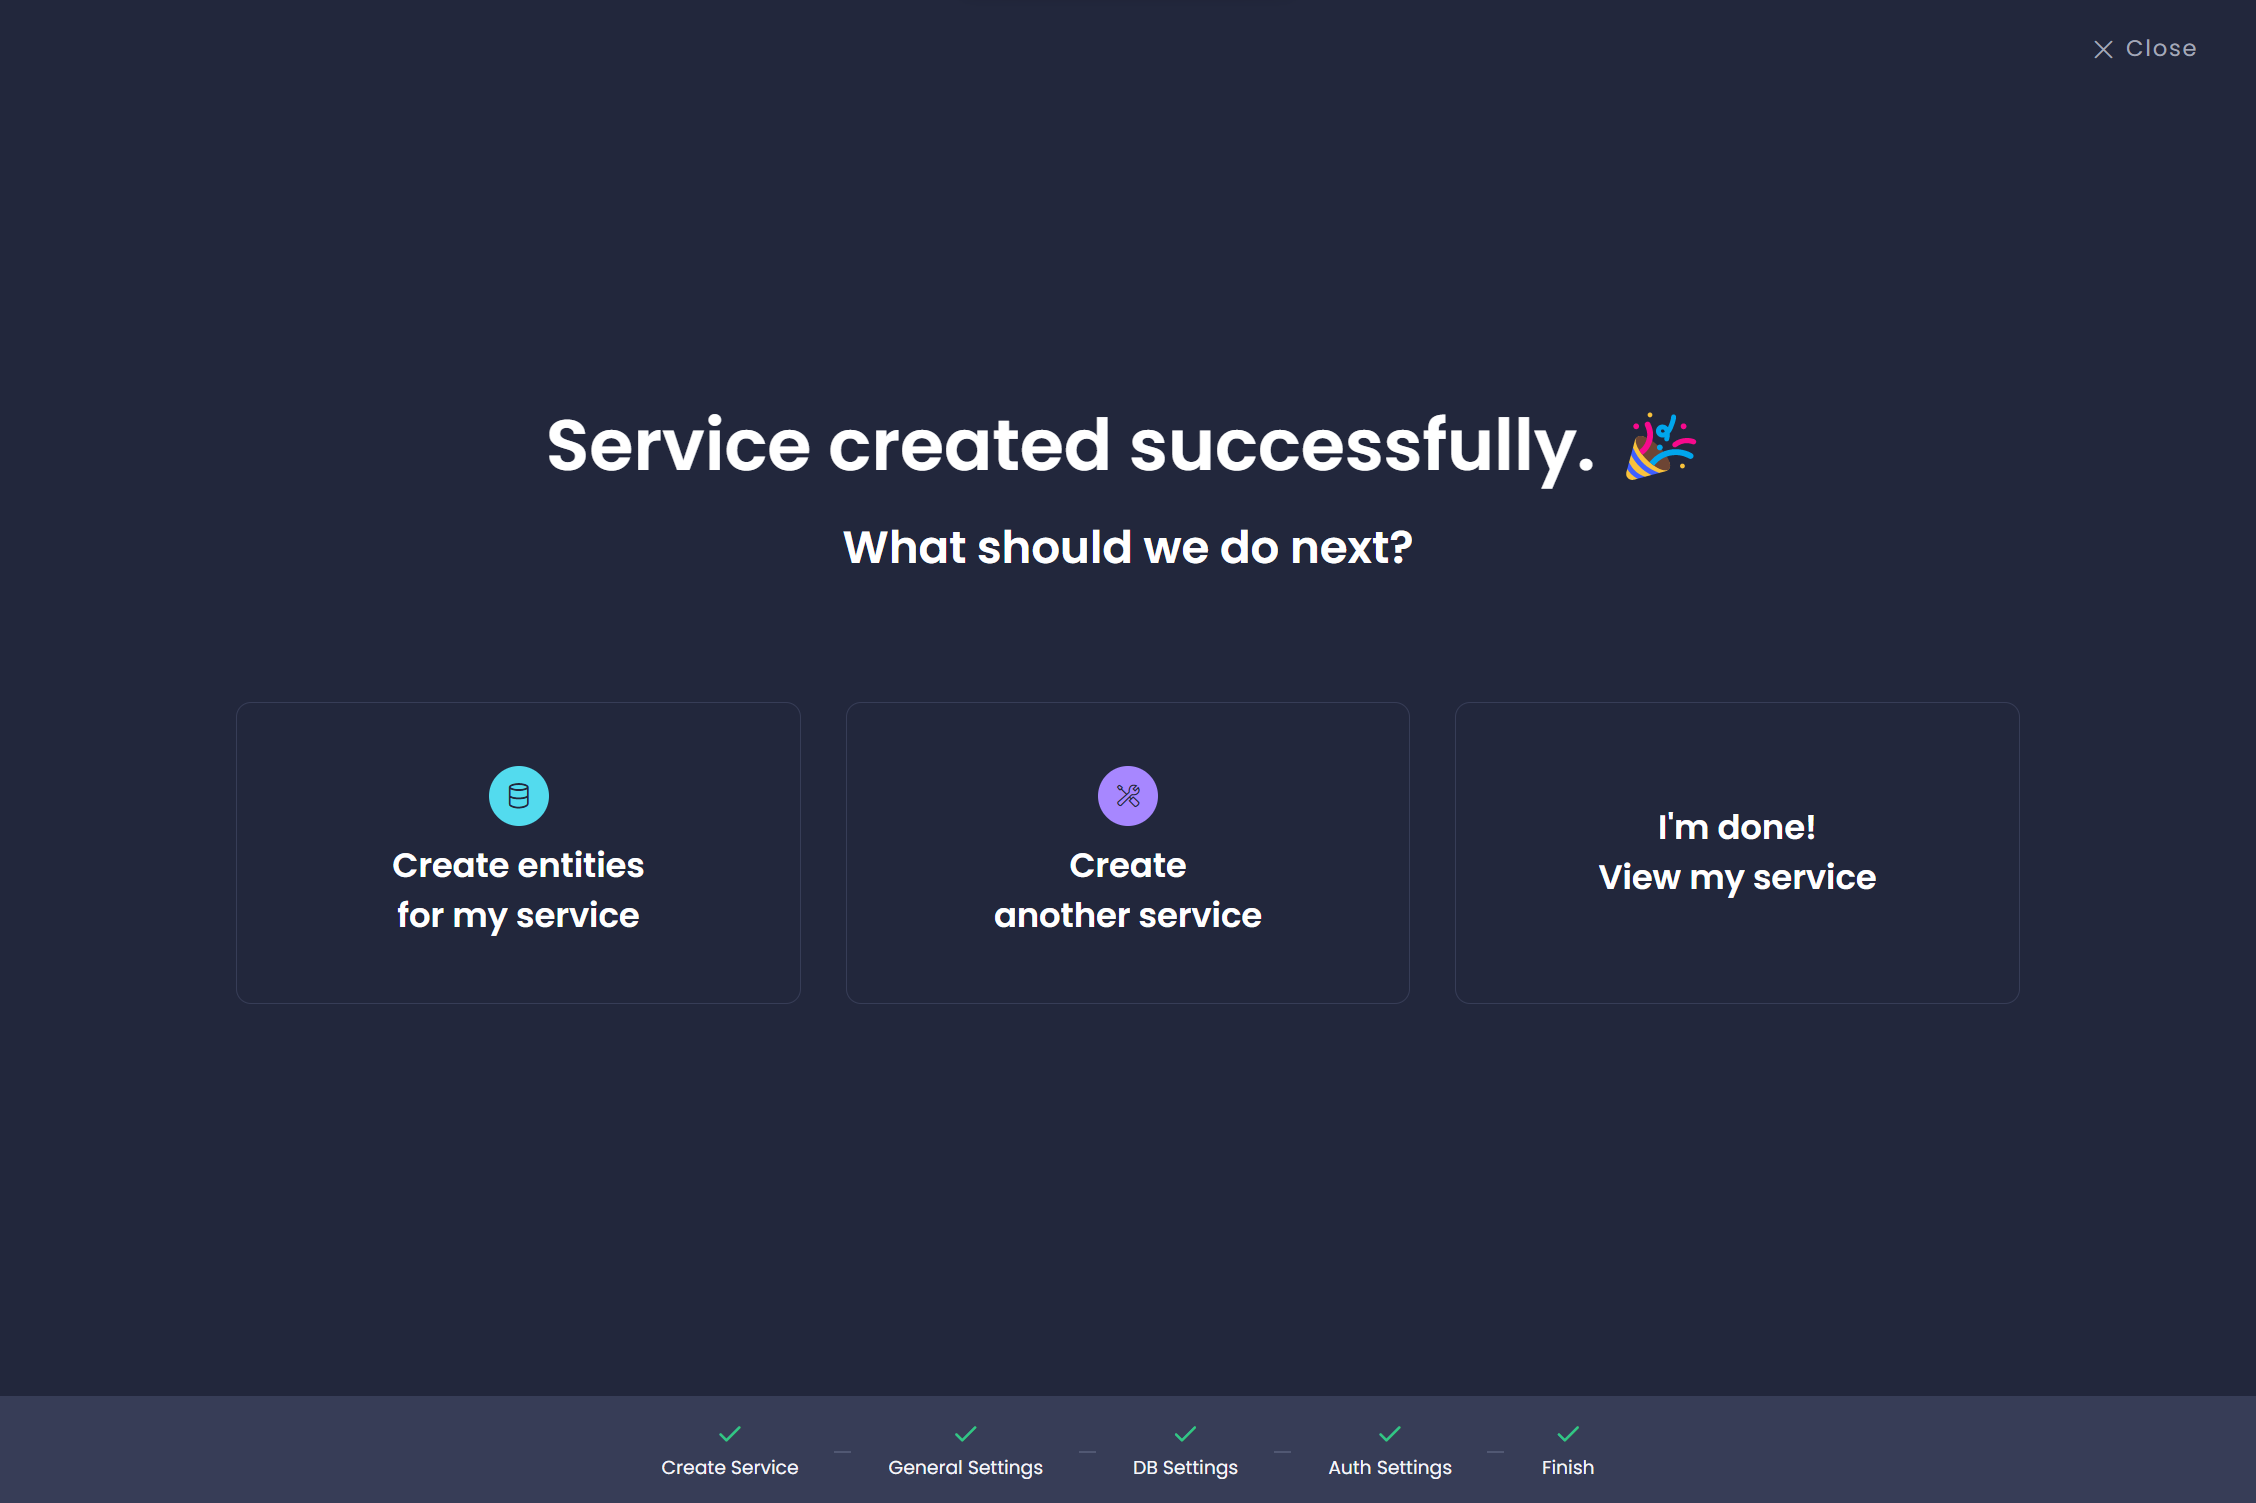 Close
Service created successfully. 🎉
What should we do next?
Create entities
for my service
Create
another service
I'm done!
View my service
Create Service
General Settings
DB Settings
Auth Settings
Finish